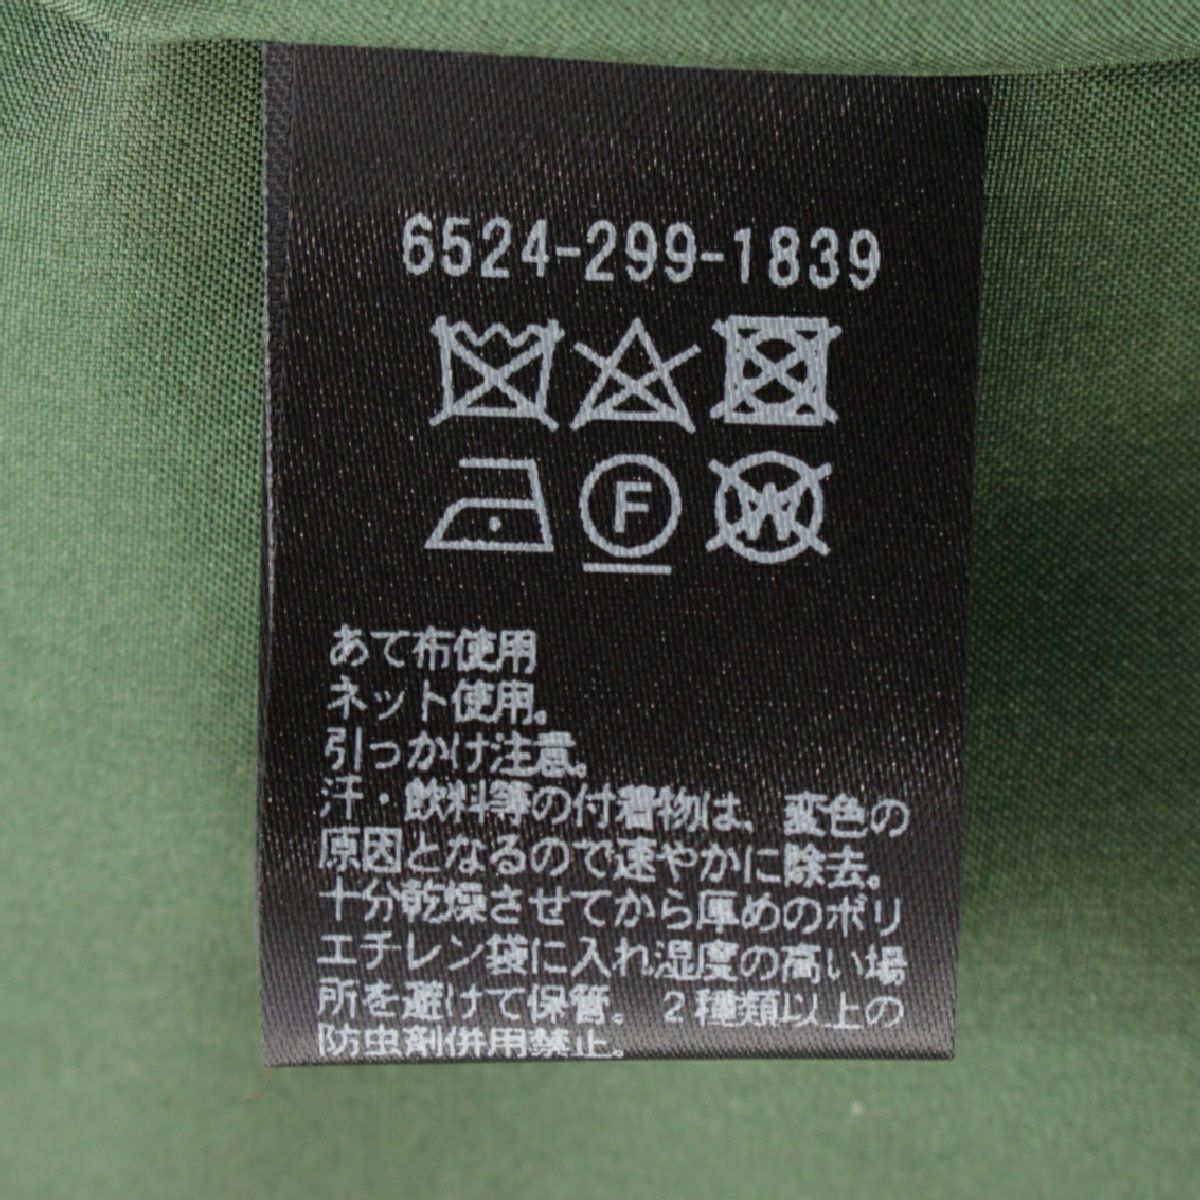 6524-299-1839
F
W
あて布使用
ネット使用。
引っかけ注意。
汗・飲料等の付着物は、変色の
原因となるので速やかに除去。
十分乾燥させてから厚めのポリ
エチレン袋に入れ湿度の高い場
所を避けて保管。2種類以上の
防虫剤併用禁止。